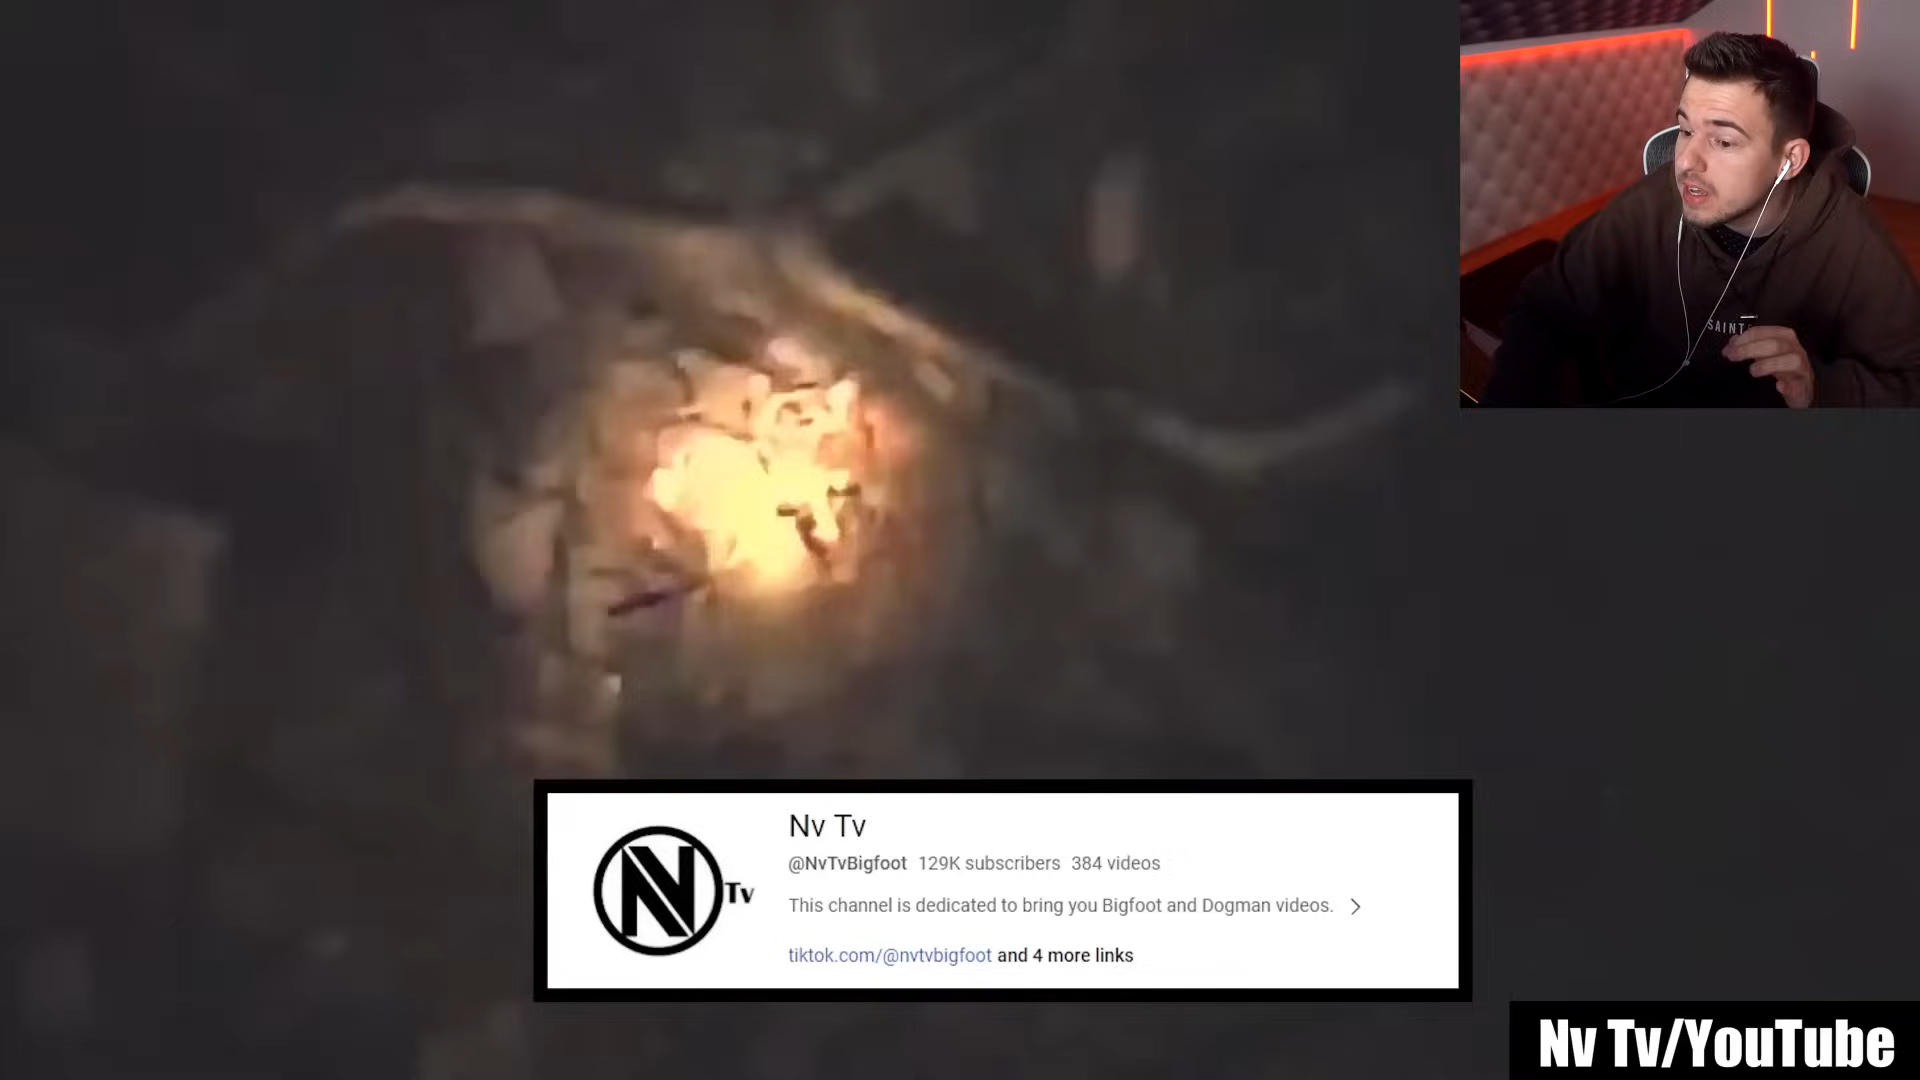 SAINT
N Tv
Nv Tv
@NvTvBigfoot 129K subscribers 384 videos
This channel is dedicated to bring you Bigfoot and Dogman videos.
tiktok.com/@nvtvbigfoot and 4 more links
Nv Tv/YouTube